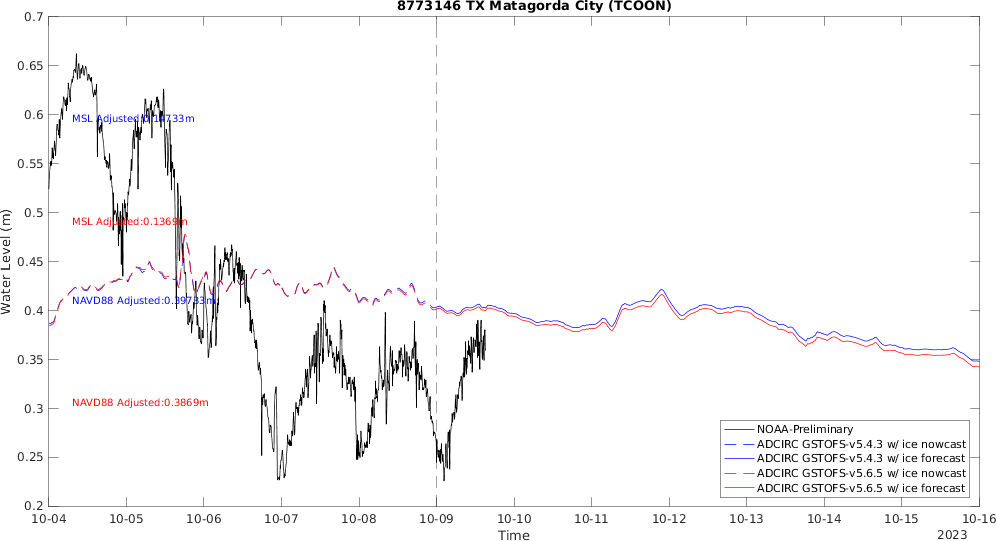 8773146 TX Matagorda City (TCOON)
0.7
0.65
0.6
0.55
0.5
0.45
0.4
0.35
0.3
0.25
0.2
Water Level (m)
MSL Adjusted:0.14733m
MSL Adjusted:0.1369m
NAVD88 Adjusted:0.39733m
NAVD88 Adjusted:0.3869m
NOAA-Preliminary
ADCIRC GSTOFS-v5.4.3 w/ ice nowcast
ADCIRC GSTOFS-v5.4.3 w/ ice forecast
ADCIRC GSTOFS-v5.6.5 w/ ice nowcast
ADCIRC GSTOFS-v5.6.5 w/ ice forecast
10-04 10-05 10-06 10-07 10-08 10-09 10-10 10-11 10-12 10-13 10-14 10-15 10-16
Time
2023